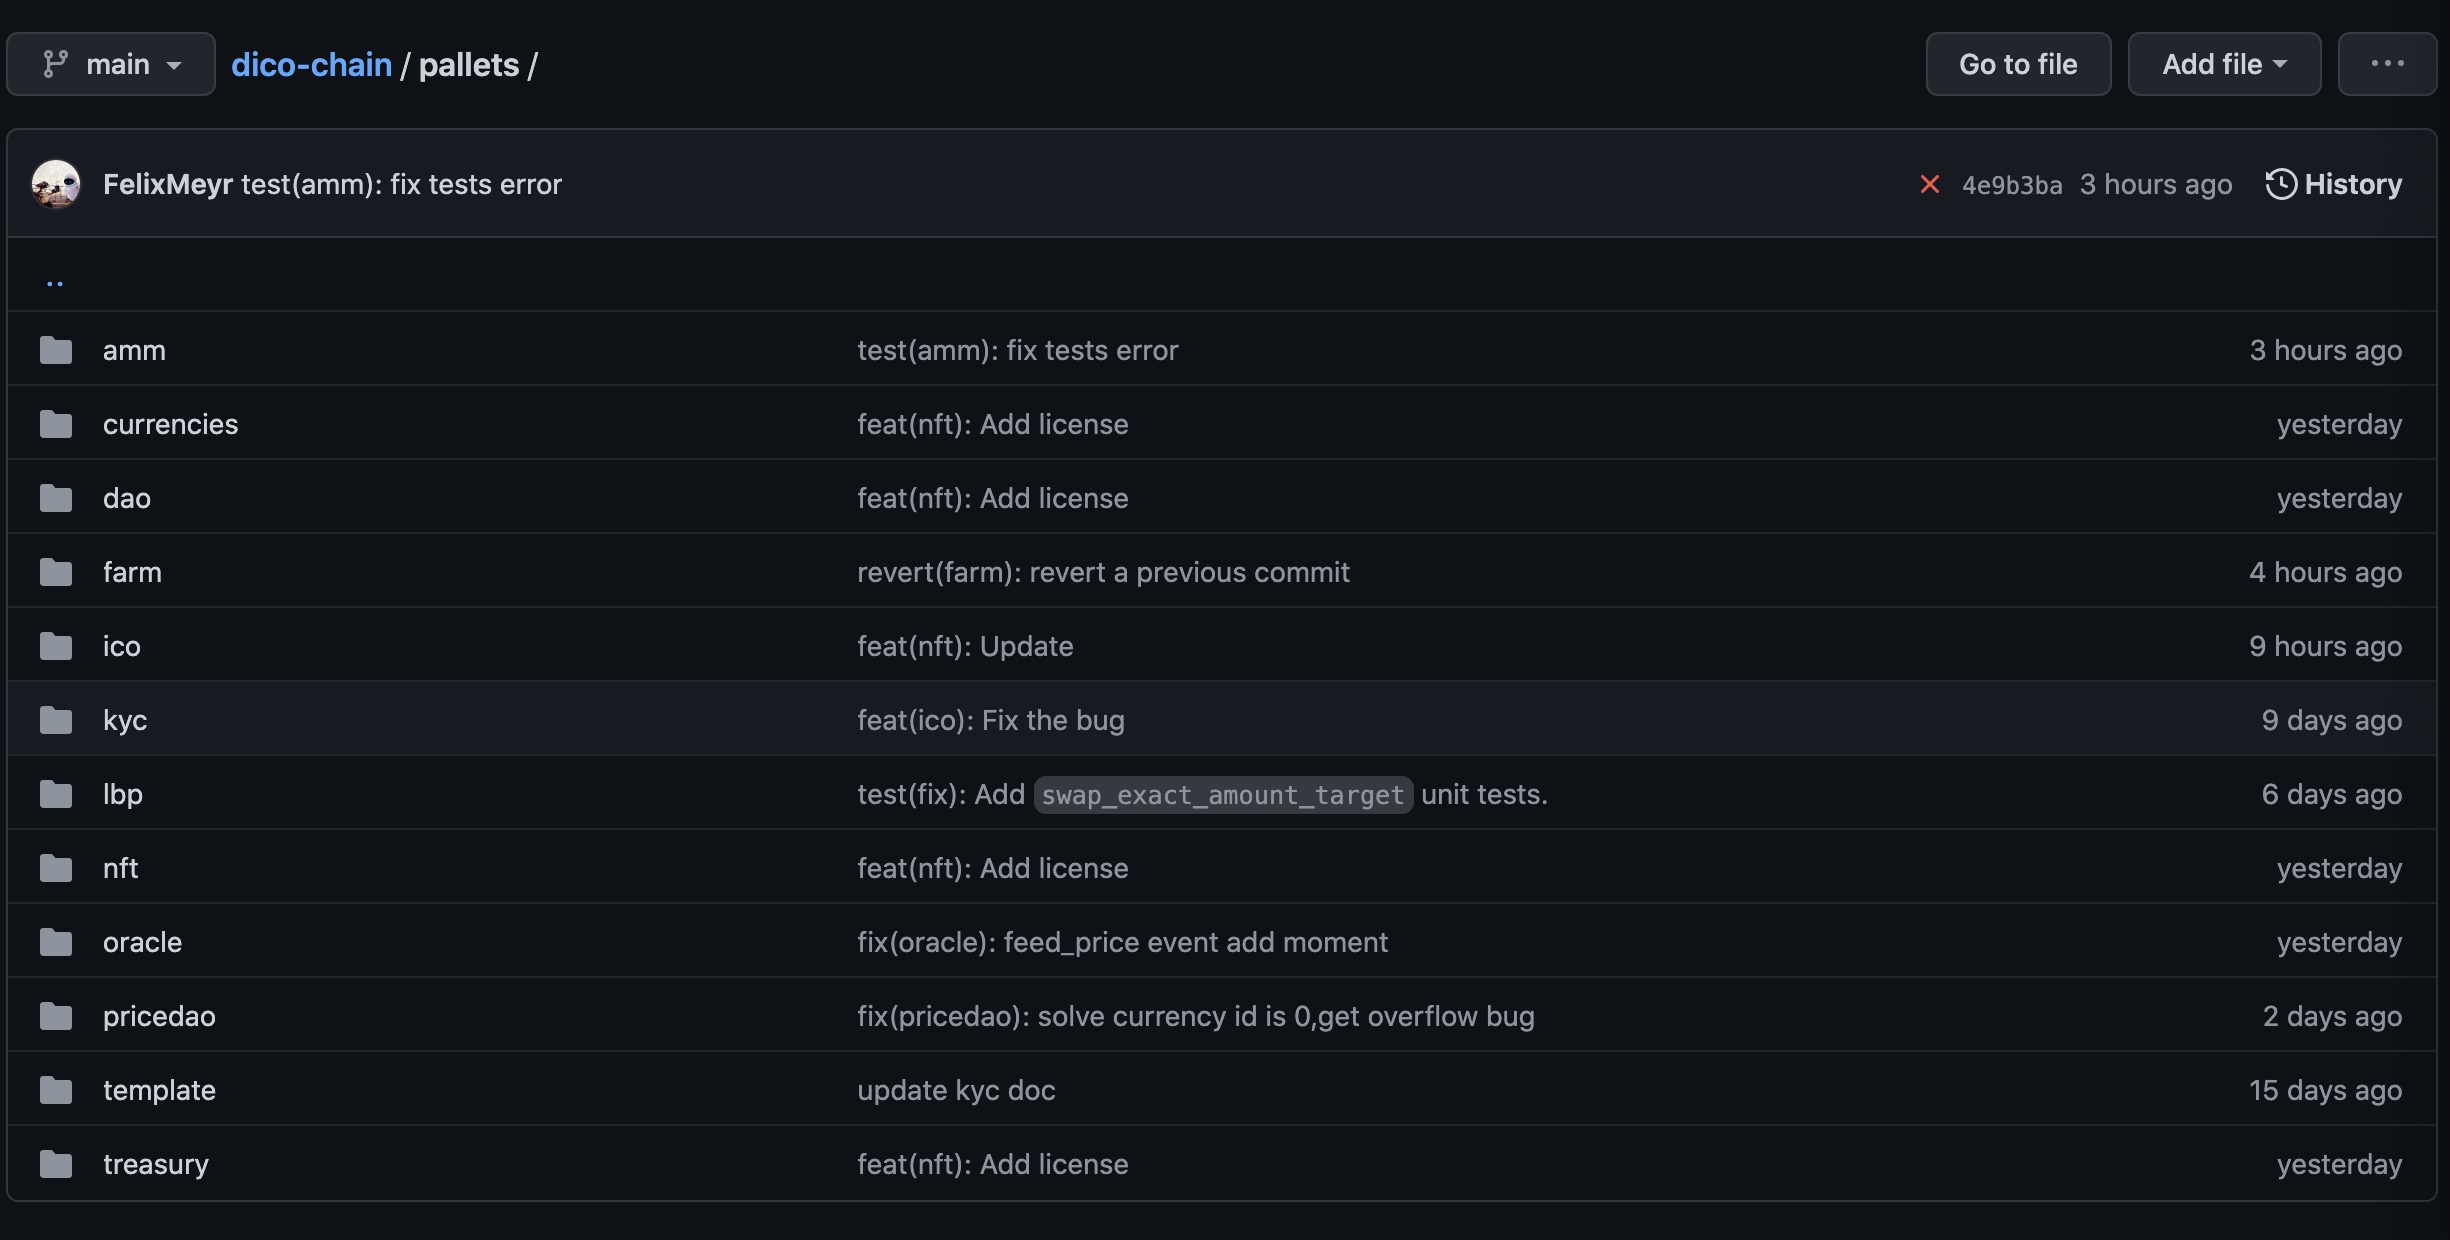 main dico-chain / pallets / Go to file Add file ...
FelixMeyr test(amm): fix tests error 4e9b3ba 3 hours ago History
..
amm test(amm): fix tests error 3 hours ago
currencies feat(nft): Add license yesterday
dao feat(nft): Add license yesterday
farm revert(farm): revert a previous commit 4 hours ago
ico feat(nft): Update 9 hours ago
kyc feat(ico): Fix the bug 9 days ago
lbp test(fix): Add swap_exact_amount_target unit tests. 6 days ago
nft feat(nft): Add license yesterday
oracle fix(oracle): feed_price event add moment yesterday
pricedao fix(pricedao): solve currency id is 0,get overflow bug 2 days ago
template update kyc doc 15 days ago
treasury feat(nft): Add license yesterday